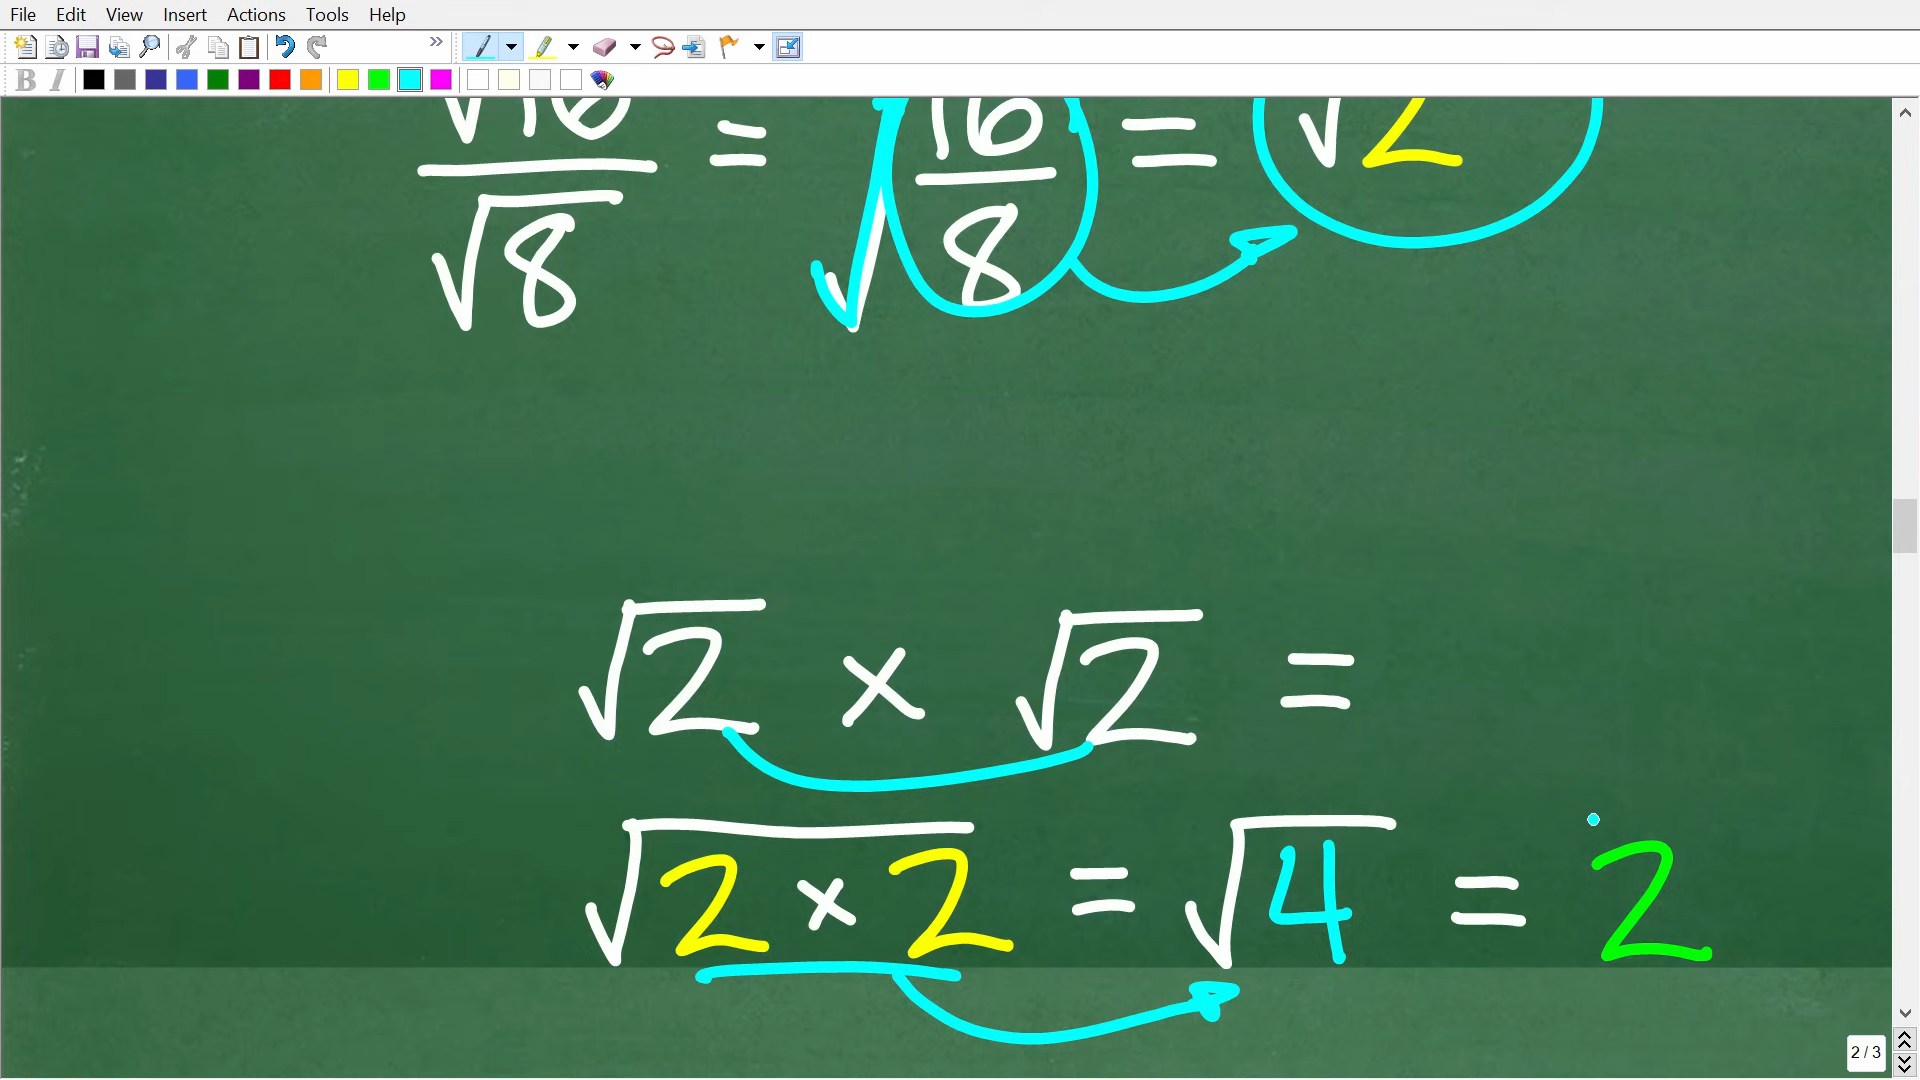 File Edit View Insert Actions Tools Help
B I
√16 / √8 = √(16/8) = √2
√2 × √2 =
√(2 × 2) = √4 = 2
2 / 3